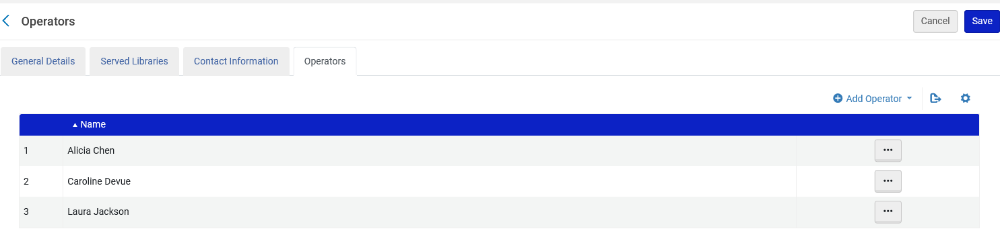 Operators
Cancel
Save
General Details
Served Libraries
Contact Information
Operators
Add Operator
Name
1 Alicia Chen
2 Caroline Devue
3 Laura Jackson